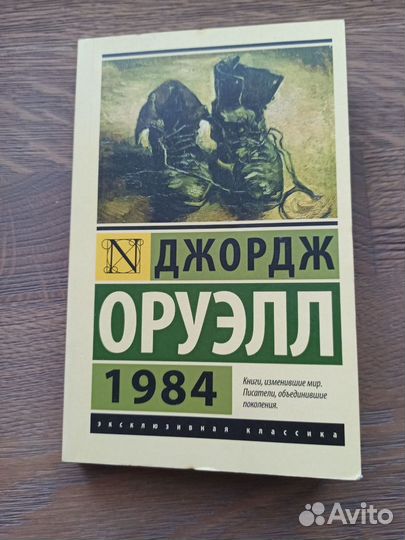 N ДЖОРДЖ
ОРУЭЛЛ
1984
Книги, изменившие мир.
Писатели, объединившие
поколения.
эксклюзивная классика
Avito